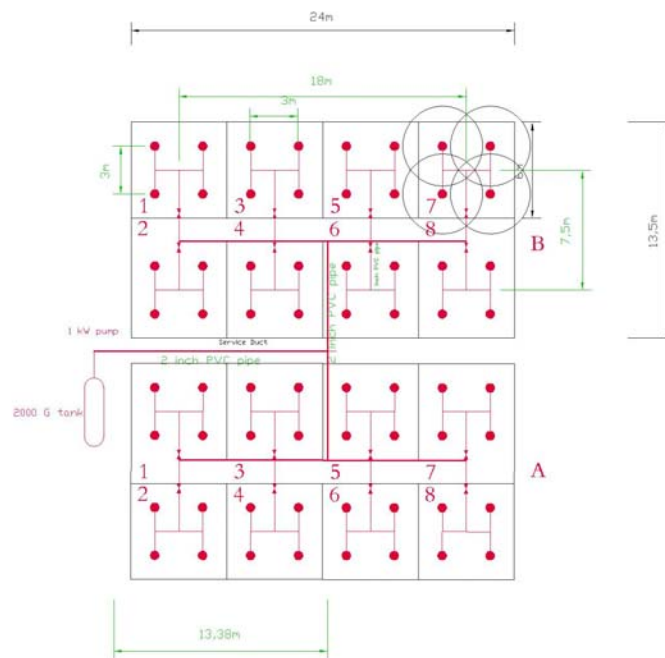 24m
18m
3m
3m
6m
13,5m
7,5m
1 3 5 7
2 4 6 8
B
2 inch PVC pipe
1 kW pump
Service Duct
2 inch PVC pipe
2000 G tank
1 3 5 7
2 4 6 8
A
13,38m